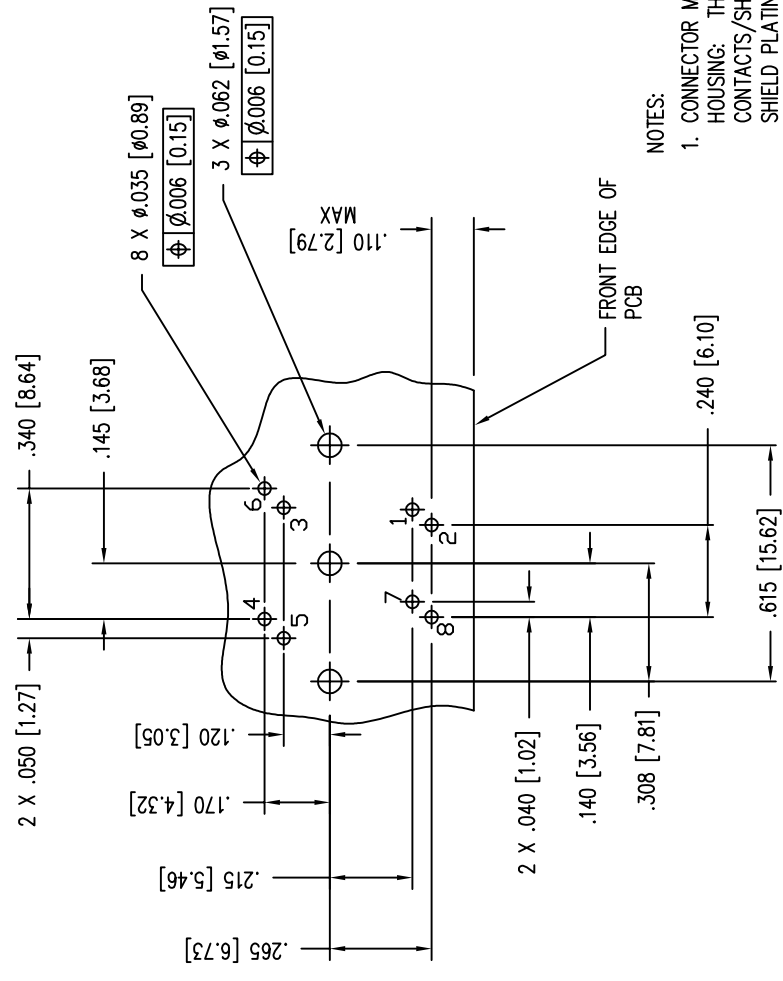 .340 [8.64]
.145 [3.68]
2 X .050 [1.27]
8 X ø.035 [ø0.89]
⌖ Ø.006 [0.15]
3 X ø.062 [ø1.57]
⌖ Ø.006 [0.15]
.120 [3.05]
.170 [4.32]
.215 [5.46]
.265 [6.73]
4
5
6
3
7
8
1
2
.110 [2.79]
MAX
FRONT EDGE OF
PCB
2 X .040 [1.02]
.140 [3.56]
.308 [7.81]
.240 [6.10]
.615 [15.62]
NOTES:
1. CONNECTOR M
HOUSING: TH
CONTACTS/SH
SHIELD PLATIN